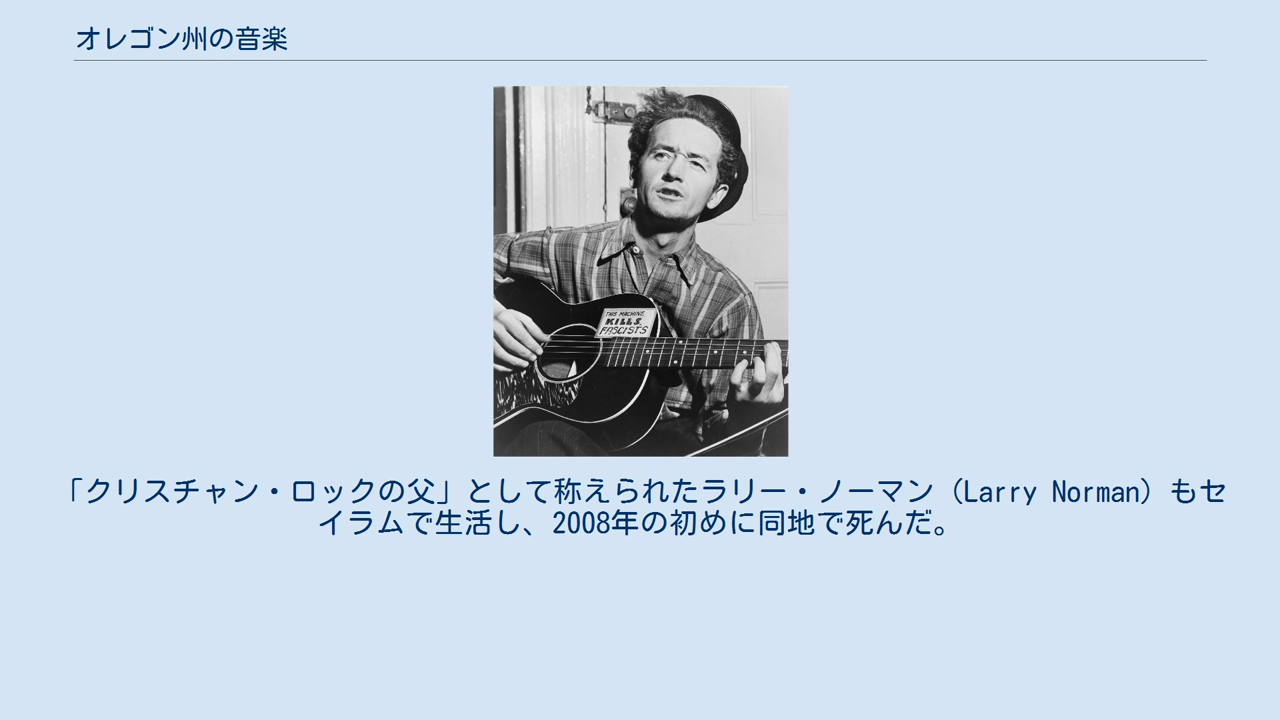 オレゴン州の音楽
THIS MACHINE
KILLS
FASCISTS
「クリスチャン・ロックの父」として称えられたラリー・ノーマン（Larry Norman）もセ
イラムで生活し、2008年の初めに同地で死んだ。